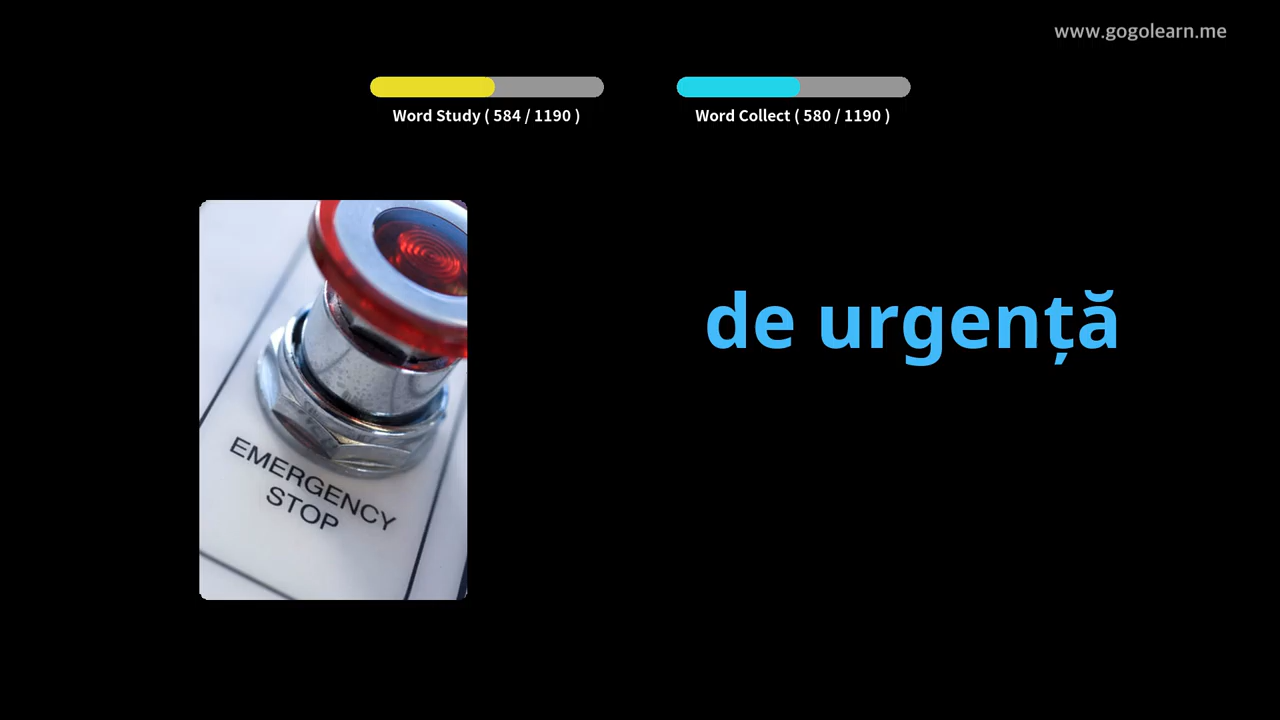 www.gogolearn.me
Word Study ( 584 / 1190 )
Word Collect ( 580 / 1190 )
de urgență
EMERGENCY
STOP